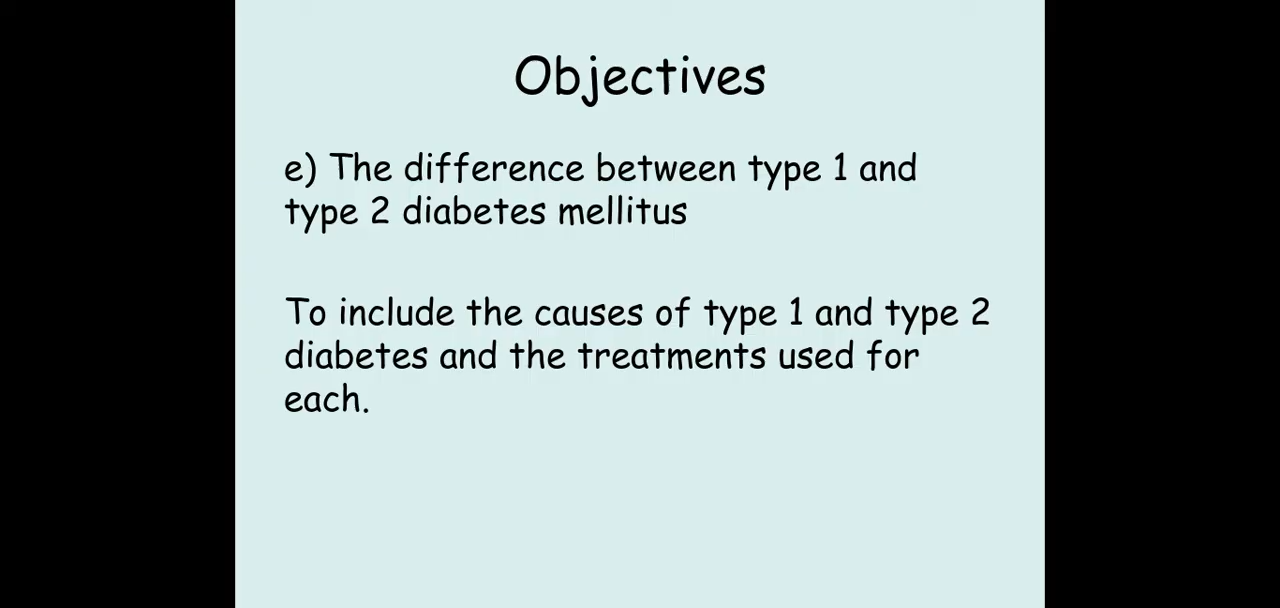 Objectives
e) The difference between type 1 and
type 2 diabetes mellitus
To include the causes of type 1 and type 2
diabetes and the treatments used for
each.